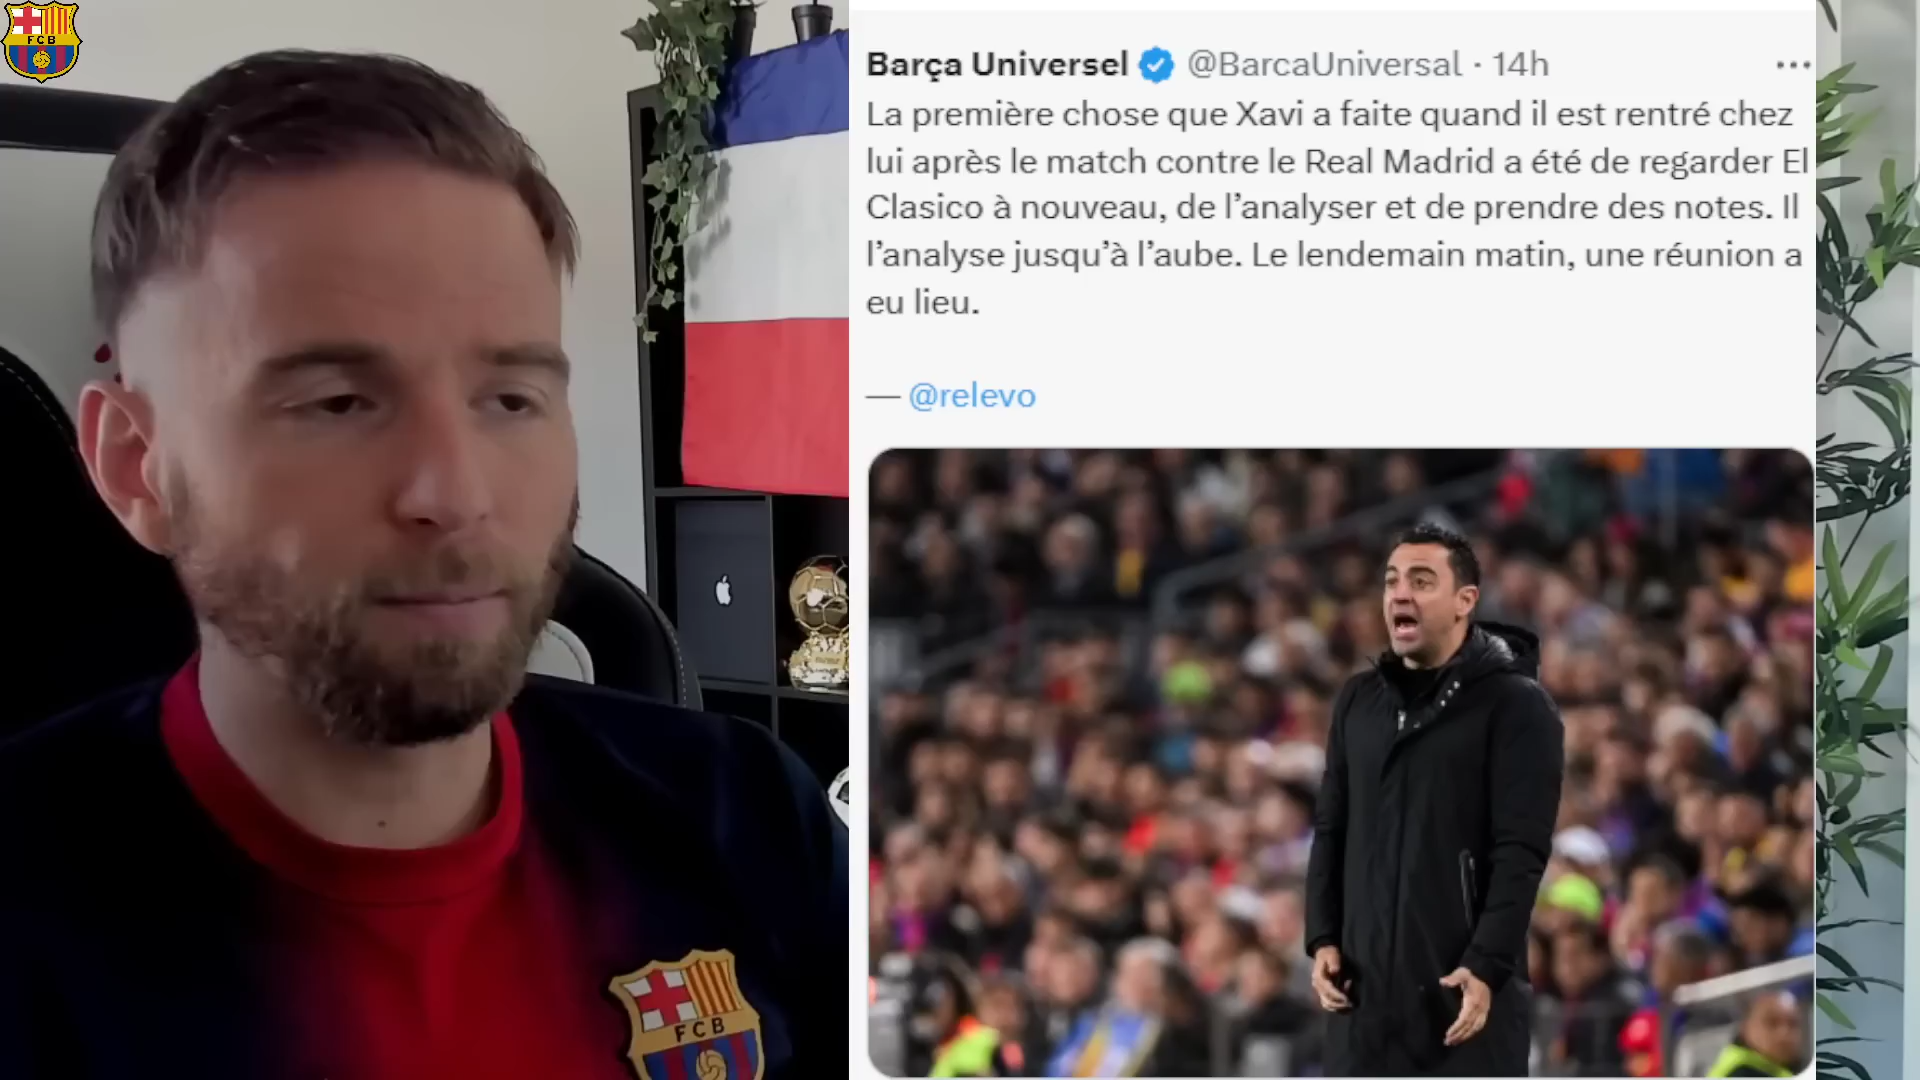 FCB
Barça Universel @BarcaUniversal · 14h
La première chose que Xavi a faite quand il est rentré chez
lui après le match contre le Real Madrid a été de regarder El
Clasico à nouveau, de l’analyser et de prendre des notes. Il
l’analyse jusqu’à l’aube. Le lendemain matin, une réunion a
eu lieu.
— @relevo
FCB